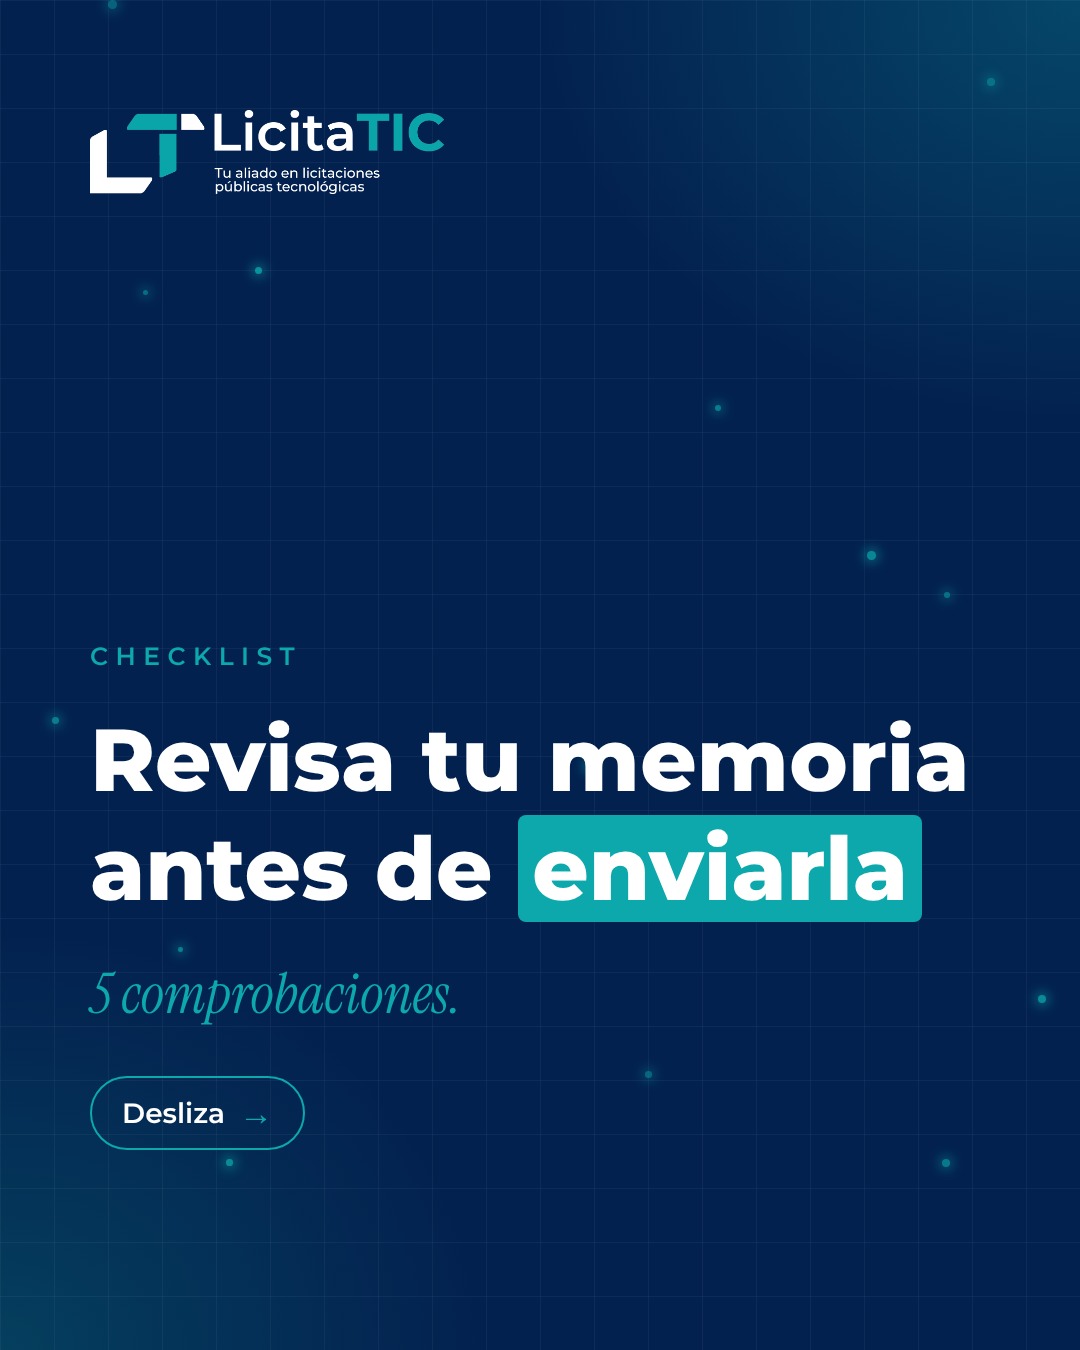 LicitaTIC
Tu aliado en licitaciones
públicas tecnológicas
CHECKLIST
Revisa tu memoria
antes de enviarla
5 comprobaciones.
Desliza →